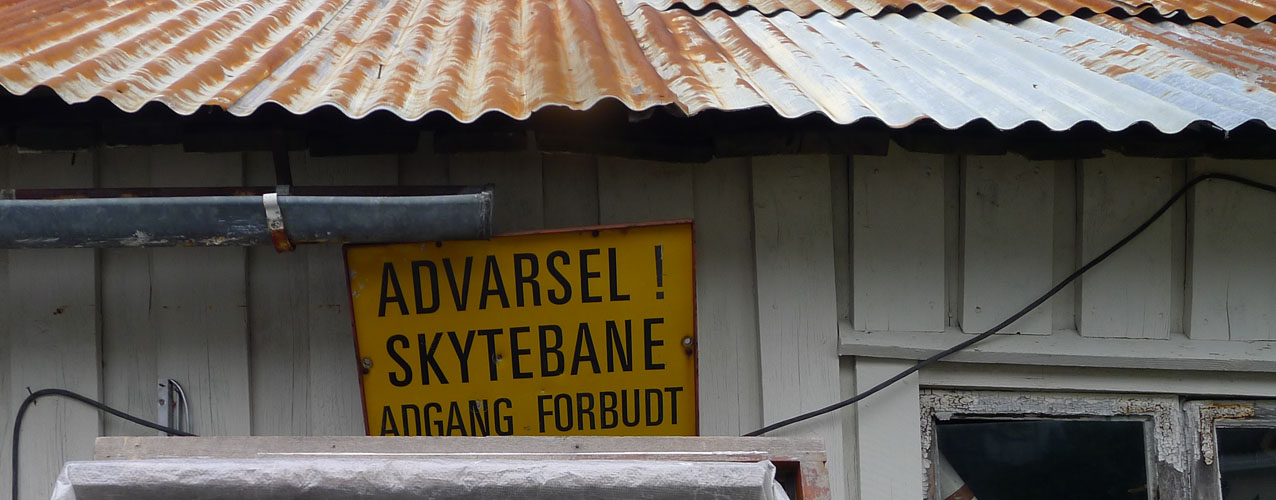 ADVARSEL !
SKYTEBANE
ADGANG FORBUDT